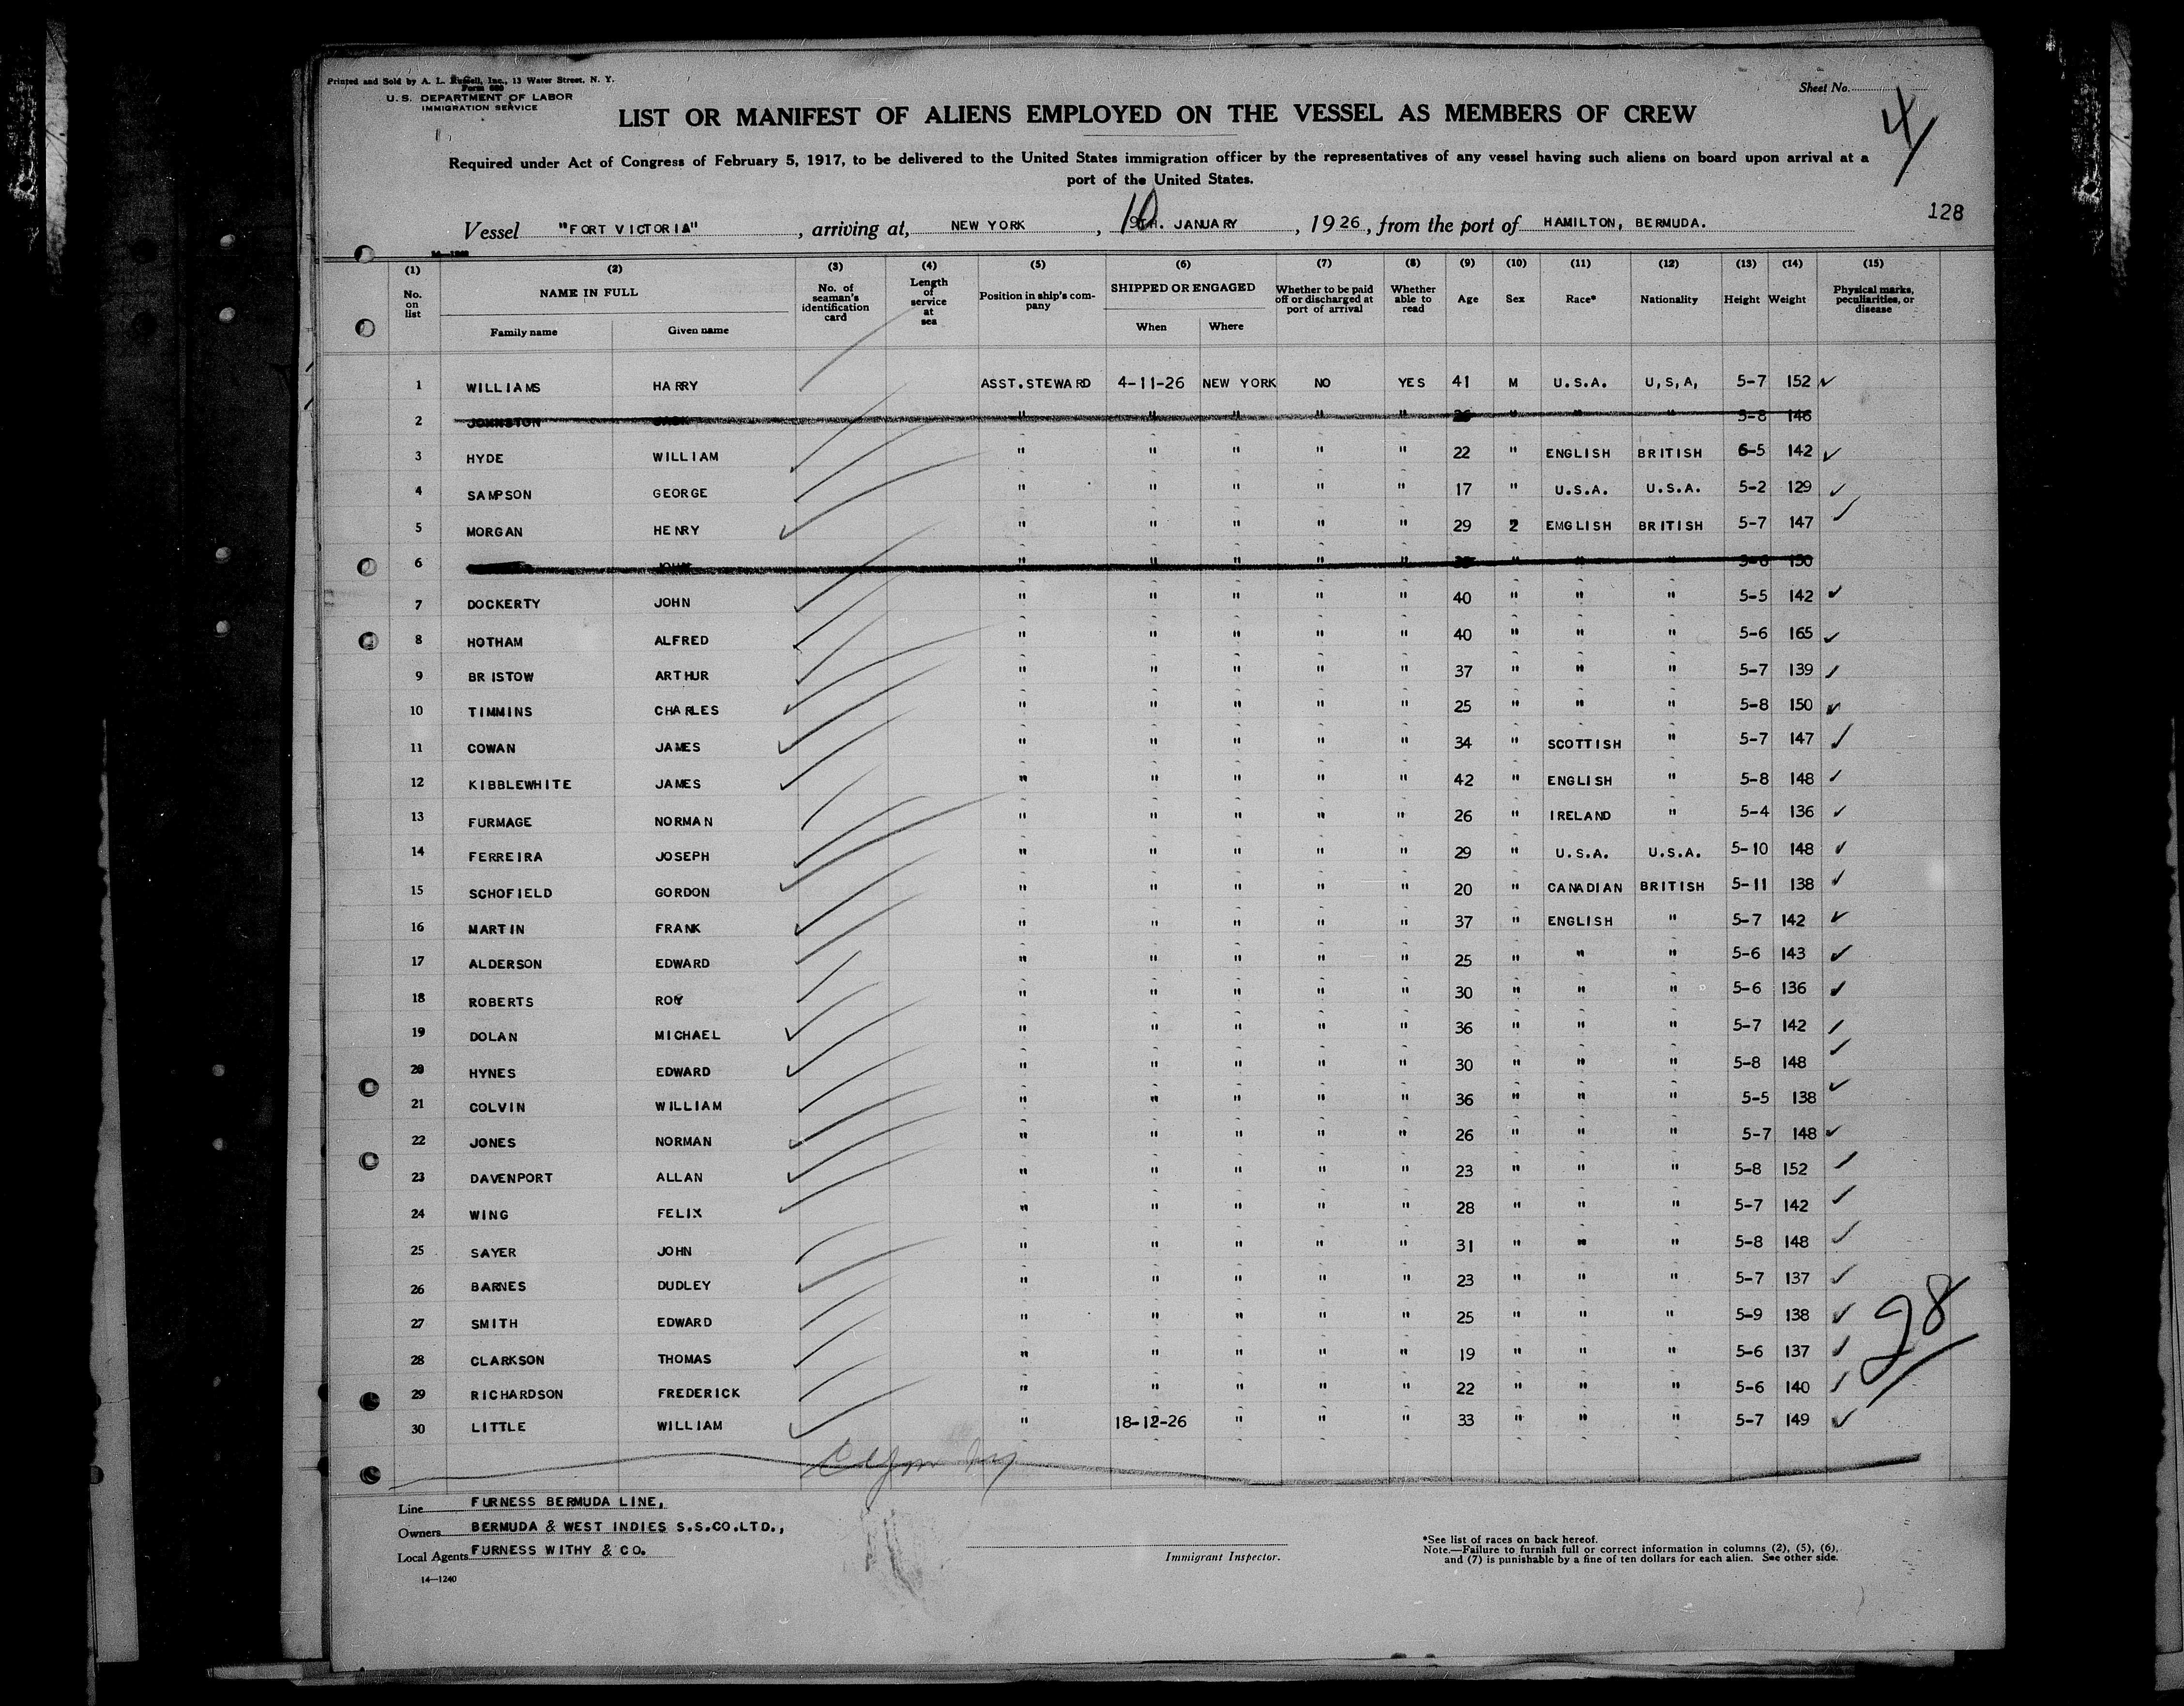 Printed and Sold by A. L. Russell, Inc., 13 Water Street, N. Y.
Form 680
U. S. DEPARTMENT OF LABOR
IMMIGRATION SERVICE
Sheet No.
4
LIST OR MANIFEST OF ALIENS EMPLOYED ON THE VESSEL AS MEMBERS OF CREW
Required under Act of Congress of February 5, 1917, to be delivered to the United States immigration officer by the representatives of any vessel having such aliens on board upon arrival at a
port of the United States.
128
Vessel "FORT VICTORIA", arriving at, NEW YORK, 10 9TH. JANUARY, 1926, from the port of HAMILTON, BERMUDA.
(1) (2) (3) (4) (5) (6) (7) (8) (9) (10) (11) (12) (13) (14) (15)
No. on list NAME IN FULL Family name Given name No. of seaman's identification card Length of service at sea Position in ship's company SHIPPED OR ENGAGED When Where Whether to be paid off or discharged at port of arrival Whether able to read Age Sex Race* Nationality Height Weight Physical marks, peculiarities, or disease
1 WILLIAMS HARRY ASST.STEWARD 4-11-26 NEW YORK NO YES 41 M U.S.A. U,S,A, 5-7 152 ✓
2 JOHNSTON JACK " " " " " 26 " " " 5-8 146
3 HYDE WILLIAM " " " " " 22 " ENGLISH BRITISH 6-5 142 ✓
4 SAMPSON GEORGE " " " " " 17 " U.S.A. U.S.A. 5-2 129 ✓
5 MORGAN HENRY " " " " " 29 2 EMGLISH BRITISH 5-7 147 ✓
6 JOHN " " " " " " " " 150
7 DOCKERTY JOHN " " " " " 40 " " " 5-5 142 ✓
8 HOTHAM ALFRED " " " " " 40 " " " 5-6 165 ✓
9 BRISTOW ARTHUR " " " " " 37 " " " 5-7 139 ✓
10 TIMMINS CHARLES " " " " " 25 " " " 5-8 150 ✓
11 COWAN JAMES " " " " " 34 " SCOTTISH " 5-7 147 ✓
12 KIBBLEWHITE JAMES " " " " " 42 " ENGLISH " 5-8 148 ✓
13 FURMAGE NORMAN " " " " " 26 " IRELAND " 5-4 136 ✓
14 FERREIRA JOSEPH " " " " " 29 " U.S.A. U.S.A. 5-10 148 ✓
15 SCHOFIELD GORDON " " " " " 20 " CANADIAN BRITISH 5-11 138 ✓
16 MARTIN FRANK " " " " " 37 " ENGLISH " 5-7 142 ✓
17 ALDERSON EDWARD " " " " " 25 " " " 5-6 143 ✓
18 ROBERTS ROY " " " " " 30 " " " 5-6 136 ✓
19 DOLAN MICHAEL " " " " " 36 " " " 5-7 142 ✓
20 HYNES EDWARD " " " " " 30 " " " 5-8 148 ✓
21 COLVIN WILLIAM " " " " " 36 " " " 5-5 138 ✓
22 JONES NORMAN " " " " " 26 " " " 5-7 148 ✓
23 DAVENPORT ALLAN " " " " " 23 " " " 5-8 152 ✓
24 WING FELIX " " " " " 28 " " " 5-7 142 ✓
25 SAYER JOHN " " " " " 31 " " " 5-8 148 ✓
26 BARNES DUDLEY " " " " " 23 " " " 5-7 137 ✓
27 SMITH EDWARD " " " " " 25 " " " 5-9 138 ✓
28 CLARKSON THOMAS " " " " " 19 " " " 5-6 137 ✓
29 RICHARDSON FREDERICK " " " " " 22 " " " 5-6 140 ✓
30 LITTLE WILLIAM " 18-12-26 " " " 33 " " " 5-7 149 ✓
28
Line FURNESS BERMUDA LINE,
Owners BERMUDA & WEST INDIES S.S.CO.LTD.,
Local Agents FURNESS WITHY & CO.
14—1240
Immigrant Inspector.
*See list of races on back hereof.
Note.—Failure to furnish full or correct information in columns (2), (5), (6),
and (7) is punishable by a fine of ten dollars for each alien. See other side.